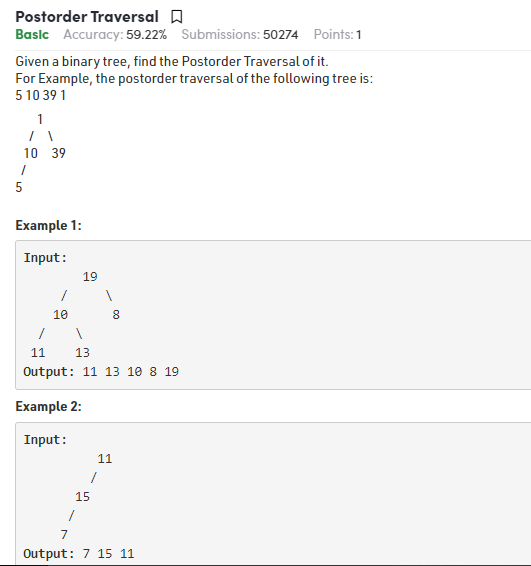 Postorder Traversal
Basic Accuracy: 59.22% Submissions: 50274 Points: 1
Given a binary tree, find the Postorder Traversal of it.
For Example, the postorder traversal of the following tree is:
5 10 39 1
1
/ \
10 39
/
5
Example 1:
Input:
19
/ \
10 8
/ \
11 13
Output: 11 13 10 8 19
Example 2:
Input:
11
/
15
/
7
Output: 7 15 11